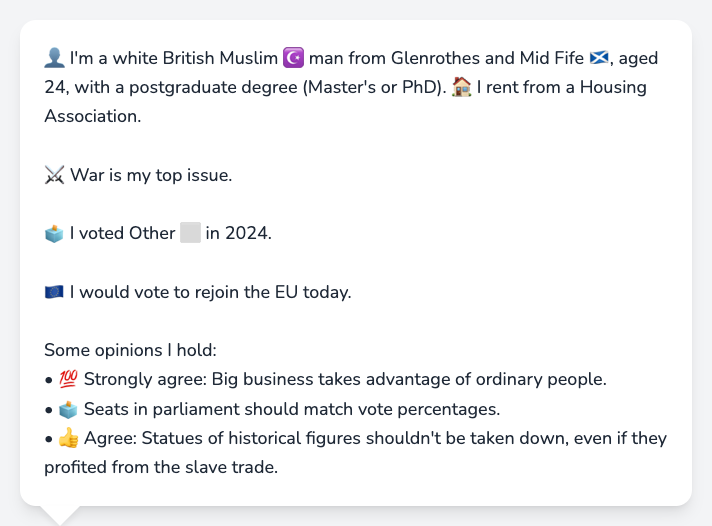 👤 I'm a white British Muslim ☪️ man from Glenrothes and Mid Fife 🏴󠁧󠁢󠁳󠁣󠁴󠁿, aged
24, with a postgraduate degree (Master's or PhD). 🏠 I rent from a Housing
Association.
⚔️ War is my top issue.
🗳️ I voted Other ⬜ in 2024.
🇪🇺 I would vote to rejoin the EU today.
Some opinions I hold:
• 💯 Strongly agree: Big business takes advantage of ordinary people.
• 🗳️ Seats in parliament should match vote percentages.
• 👍 Agree: Statues of historical figures shouldn't be taken down, even if they
profited from the slave trade.